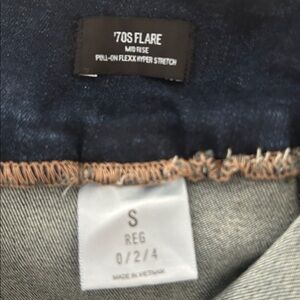 '70S FLARE
MID RISE
PULL-ON FLEXX HYPER STRETCH
S
REG
0/2/4
MADE IN VIETNAM